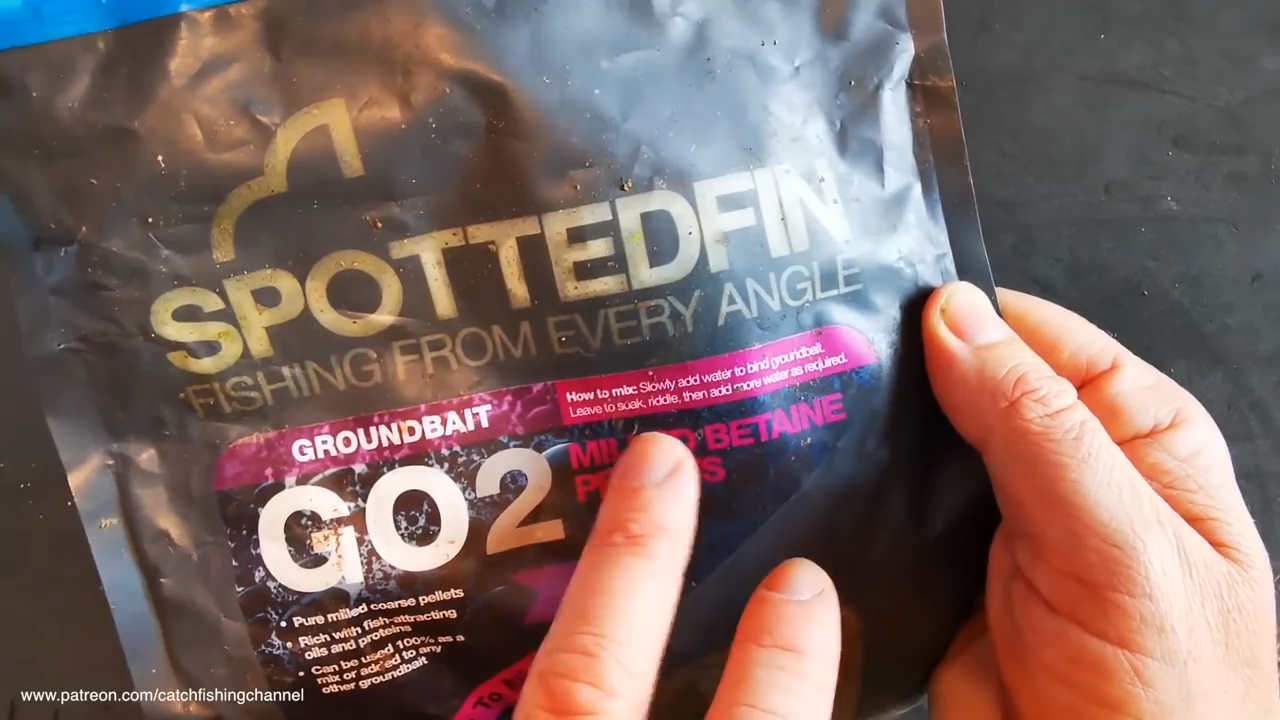 SPOTTEDFIN
FISHING FROM EVERY ANGLE
How to mix: Slowly add water to bind groundbait.
Leave to soak, riddle, then add more water as required.
GROUNDBAIT
GO2
BETAINE
• Pure milled coarse pellets
• Rich with fish-attracting
oils and proteins
• Can be used 100% as a
mix or added to any
other groundbait
To
www.patreon.com/catchfishingchannel